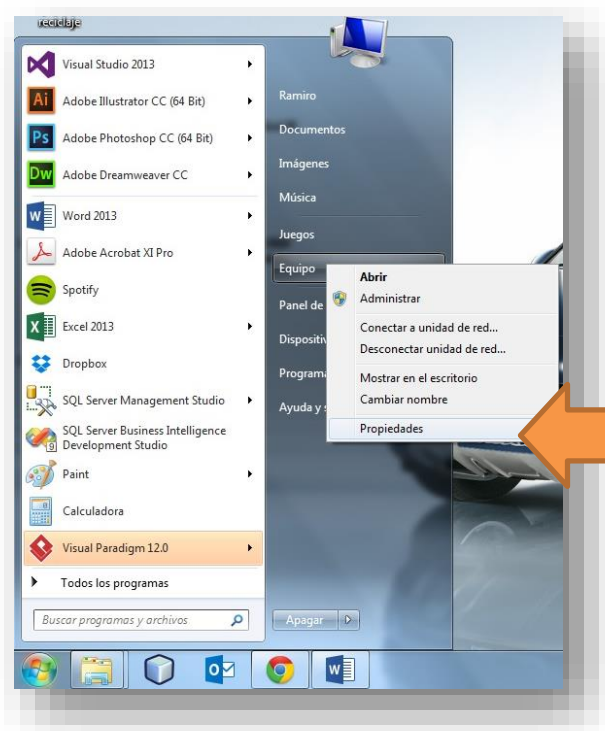 reciclaje
Visual Studio 2013
Ai Adobe Illustrator CC (64 Bit)
Ps Adobe Photoshop CC (64 Bit)
Dw Adobe Dreamweaver CC
Word 2013
Adobe Acrobat XI Pro
Spotify
Excel 2013
Dropbox
SQL Server Management Studio
SQL Server Business Intelligence
Development Studio
Paint
Calculadora
Visual Paradigm 12.0
Todos los programas
Buscar programas y archivos
Ramiro
Documentos
Imágenes
Música
Juegos
Equipo
Panel de
Dispositiv
Programa
Ayuda y s
Apagar
Abrir
Administrar
Conectar a unidad de red...
Desconectar unidad de red...
Mostrar en el escritorio
Cambiar nombre
Propiedades